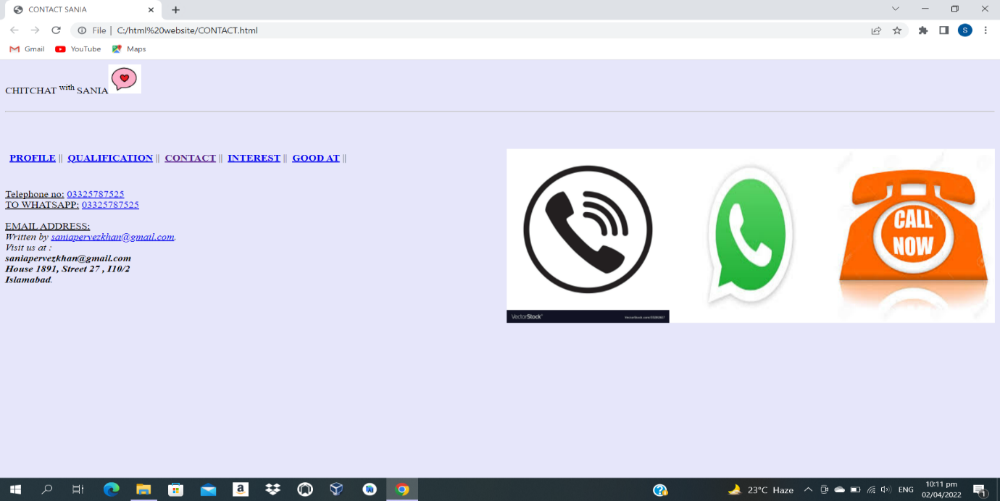 CONTACT SANIA
File | C:/html%20website/CONTACT.html
S
Gmail YouTube Maps
CHITCHAT with SANIA
PROFILE || QUALIFICATION || CONTACT || INTEREST || GOOD AT ||
Telephone no: 03325787525
TO WHATSAPP: 03325787525
EMAIL ADDRESS:
Written by saniapervezkhan@gmail.com.
Visit us at :
saniapervezkhan@gmail.com
House 1891, Street 27 , I10/2
Islamabad.
CALL
NOW
VectorStock
a
23°C Haze
ENG
10:11 pm
02/04/2022
1